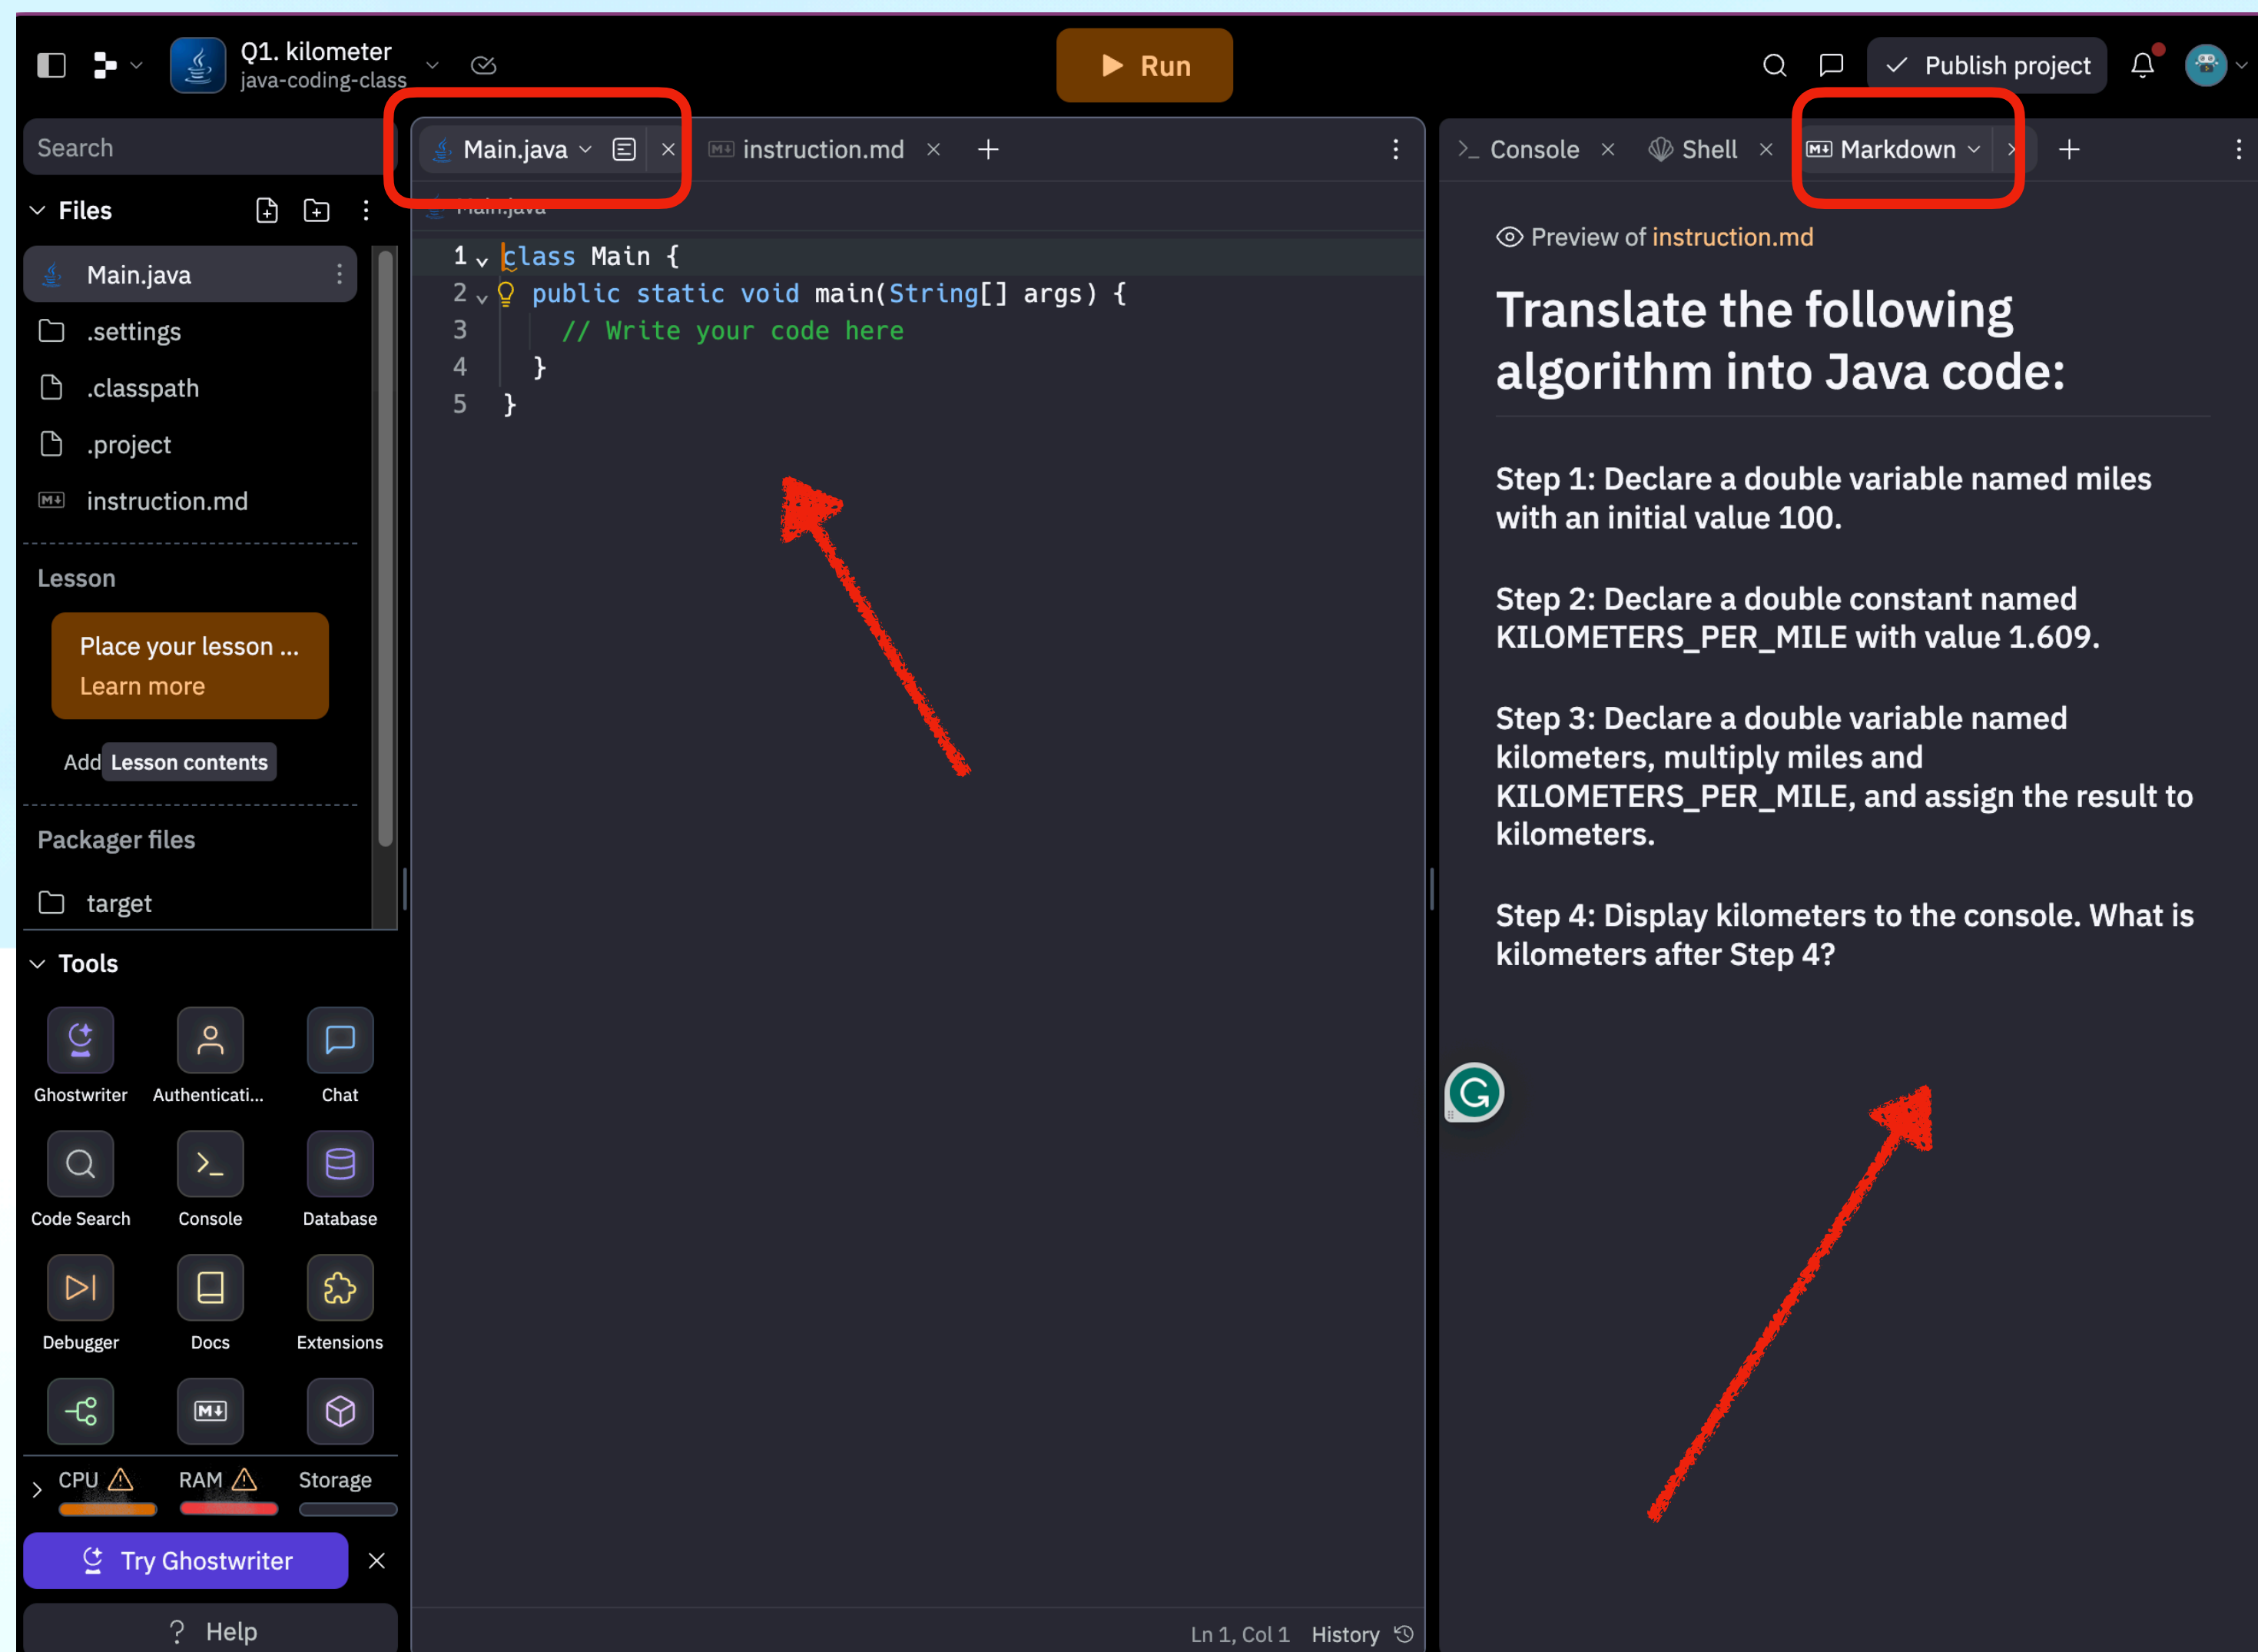 Q1. kilometer
java-coding-class
Run
Publish project
Search
Files
Main.java
.settings
.classpath
.project
instruction.md
Lesson
Place your lesson ...
Learn more
Add Lesson contents
Packager files
target
Tools
Ghostwriter Authenticati... Chat
Code Search Console Database
Debugger Docs Extensions
CPU RAM Storage
Try Ghostwriter
? Help
Main.java instruction.md
Main.java
1 class Main {
2 public static void main(String[] args) {
3 // Write your code here
4 }
5 }
Ln 1, Col 1 History
>_ Console Shell Markdown
Preview of instruction.md
Translate the following
algorithm into Java code:
Step 1: Declare a double variable named miles
with an initial value 100.
Step 2: Declare a double constant named
KILOMETERS_PER_MILE with value 1.609.
Step 3: Declare a double variable named
kilometers, multiply miles and
KILOMETERS_PER_MILE, and assign the result to
kilometers.
Step 4: Display kilometers to the console. What is
kilometers after Step 4?